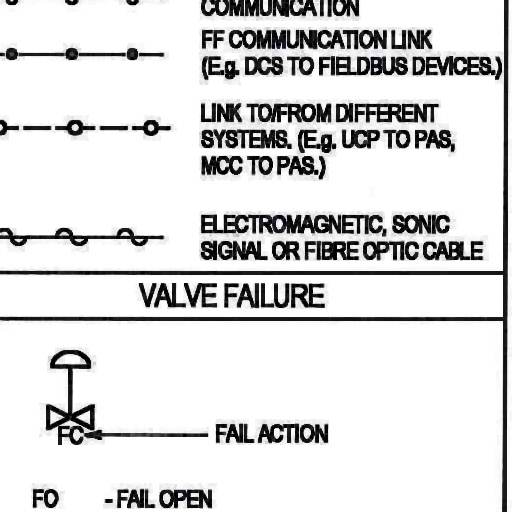 COMMUNICATION
FF COMMUNICATION LINK
(E.g. DCS TO FIELDBUS DEVICES.)
LINK TO/FROM DIFFERENT
SYSTEMS. (E.g. UCP TO PAS,
MCC TO PAS.)
ELECTROMAGNETIC, SONIC
SIGNAL OR FIBRE OPTIC CABLE
VALVE FAILURE
FC
FAIL ACTION
FO - FAIL OPEN